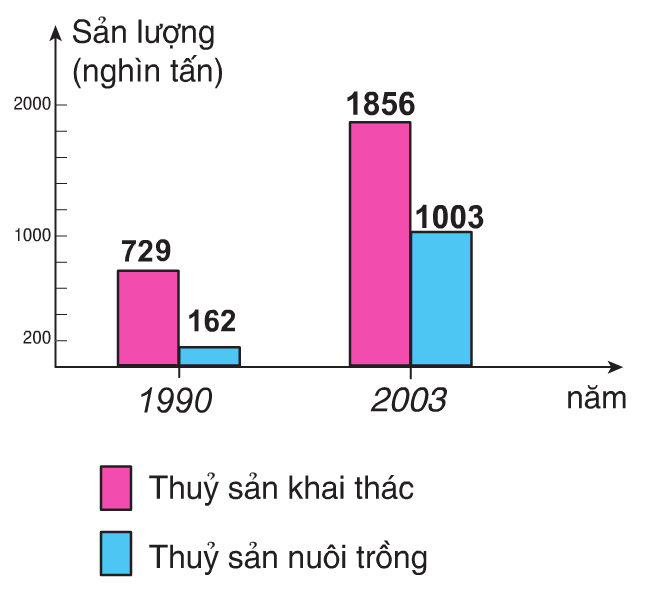 Sản lượng
(nghìn tấn)
2000
1000
200
729
162
1856
1003
1990
2003
năm
Thuỷ sản khai thác
Thuỷ sản nuôi trồng